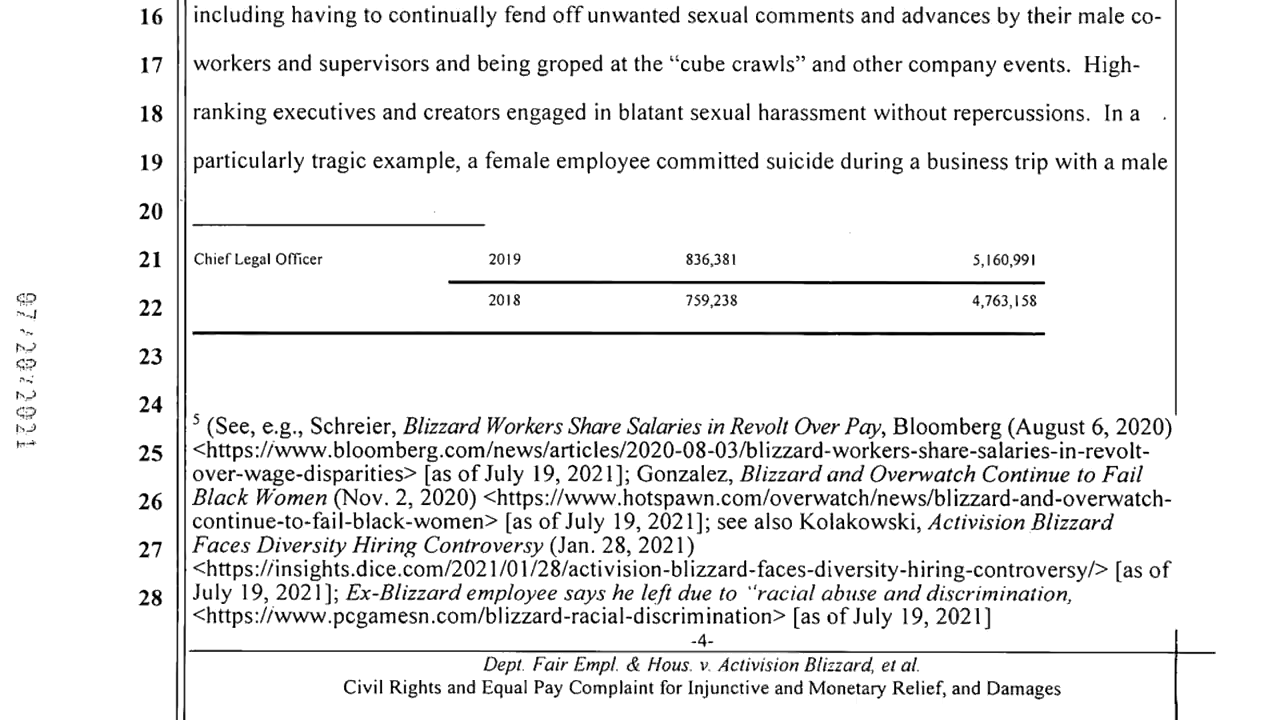 16 including having to continually fend off unwanted sexual comments and advances by their male co-
17 workers and supervisors and being groped at the “cube crawls” and other company events. High-
18 ranking executives and creators engaged in blatant sexual harassment without repercussions. In a
19 particularly tragic example, a female employee committed suicide during a business trip with a male
20
21 Chief Legal Officer 2019 836,381 5,160,991
22 2018 759,238 4,763,158
23
24
5 (See, e.g., Schreier, Blizzard Workers Share Salaries in Revolt Over Pay, Bloomberg (August 6, 2020)
25 <https://www.bloomberg.com/news/articles/2020-08-03/blizzard-workers-share-salaries-in-revolt-
over-wage-disparities> [as of July 19, 2021]; Gonzalez, Blizzard and Overwatch Continue to Fail
26 Black Women (Nov. 2, 2020) <https://www.hotspawn.com/overwatch/news/blizzard-and-overwatch-
continue-to-fail-black-women> [as of July 19, 2021]; see also Kolakowski, Activision Blizzard
27 Faces Diversity Hiring Controversy (Jan. 28, 2021)
<https://insights.dice.com/2021/01/28/activision-blizzard-faces-diversity-hiring-controversy/> [as of
28 July 19, 2021]; Ex-Blizzard employee says he left due to “racial abuse and discrimination,
<https://www.pcgamesn.com/blizzard-racial-discrimination> [as of July 19, 2021]
-4-
Dept. Fair Empl. & Hous. v. Activision Blizzard, et al.
Civil Rights and Equal Pay Complaint for Injunctive and Monetary Relief, and Damages
07/20/2021